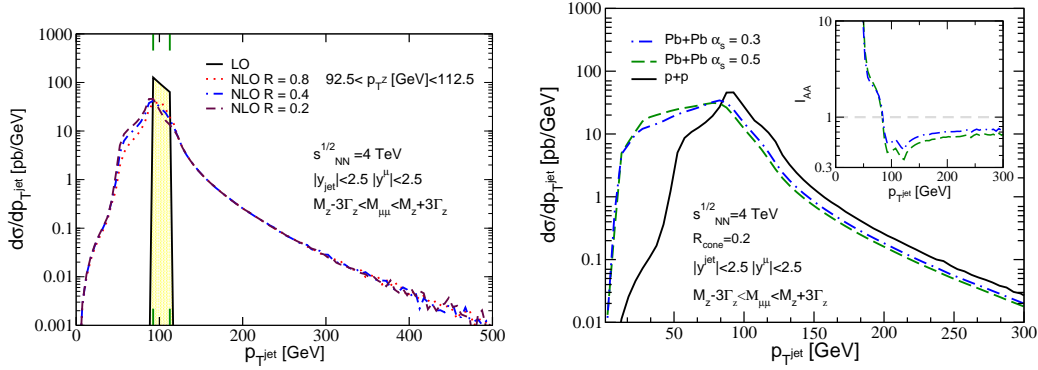 1000
100
10
1
0.1
0.01
0.001
dσ/dp_T^jet [pb/GeV]
LO
NLO R = 0.8
NLO R = 0.4
NLO R = 0.2
92.5< p_T^Z [GeV]<112.5
s^1/2_NN =4 TeV
|y_jet|<2.5 |y^μ|<2.5
M_z-3Γ_z<M_μμ<M_z+3Γ_z
0 100 200 300 400 500
p_T^jet [GeV]
1000
100
10
1
0.1
0.01
dσ/dp_T^jet [pb/GeV]
Pb+Pb α_s = 0.3
Pb+Pb α_s = 0.5
p+p
10
1
0.3
I_AA
0 100 200 300
p_T^jet [GeV]
s^1/2_NN=4 TeV
R_cone=0.2
|y^jet|<2.5 |y^μ|<2.5
M_z-3Γ_z<M_μμ<M_z+3Γ_z
50 100 150 200 250 300
p_T^jet [GeV]